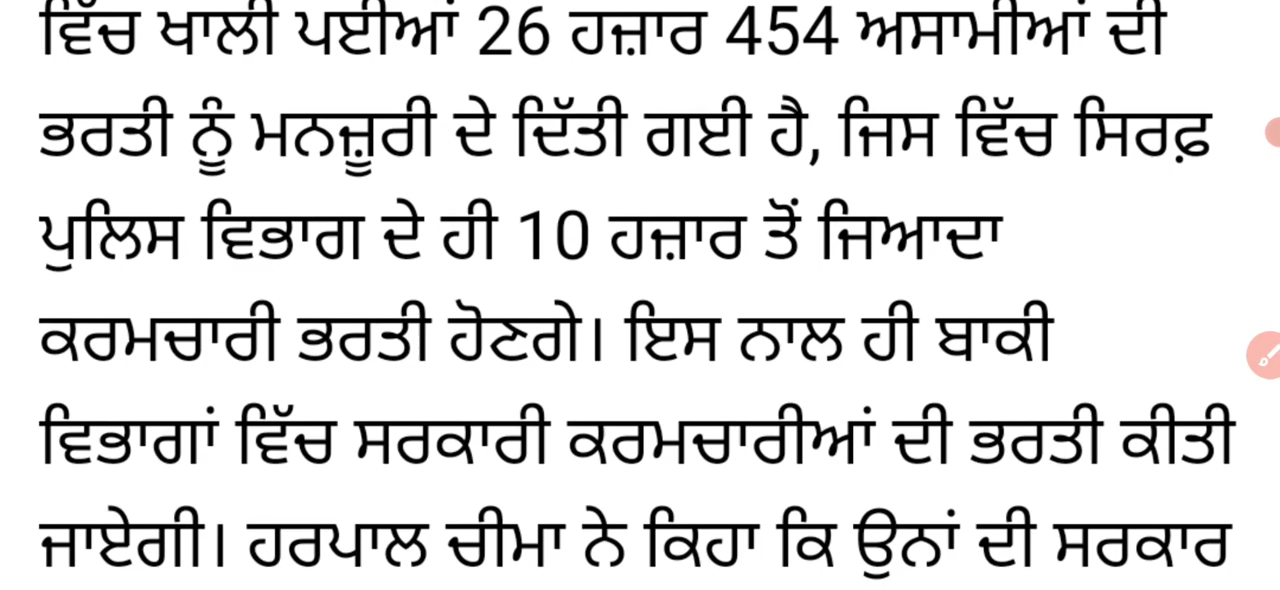 ਵਿੱਚ ਖਾਲੀ ਪਈਆਂ 26 ਹਜ਼ਾਰ 454 ਅਸਾਮੀਆਂ ਦੀ
ਭਰਤੀ ਨੂੰ ਮਨਜ਼ੂਰੀ ਦੇ ਦਿੱਤੀ ਗਈ ਹੈ, ਜਿਸ ਵਿੱਚ ਸਿਰਫ਼
ਪੁਲਿਸ ਵਿਭਾਗ ਦੇ ਹੀ 10 ਹਜ਼ਾਰ ਤੋਂ ਜਿਆਦਾ
ਕਰਮਚਾਰੀ ਭਰਤੀ ਹੋਣਗੇ। ਇਸ ਨਾਲ ਹੀ ਬਾਕੀ
ਵਿਭਾਗਾਂ ਵਿੱਚ ਸਰਕਾਰੀ ਕਰਮਚਾਰੀਆਂ ਦੀ ਭਰਤੀ ਕੀਤੀ
ਜਾਏਗੀ। ਹਰਪਾਲ ਚੀਮਾ ਨੇ ਕਿਹਾ ਕਿ ਉਨਾਂ ਦੀ ਸਰਕਾਰ